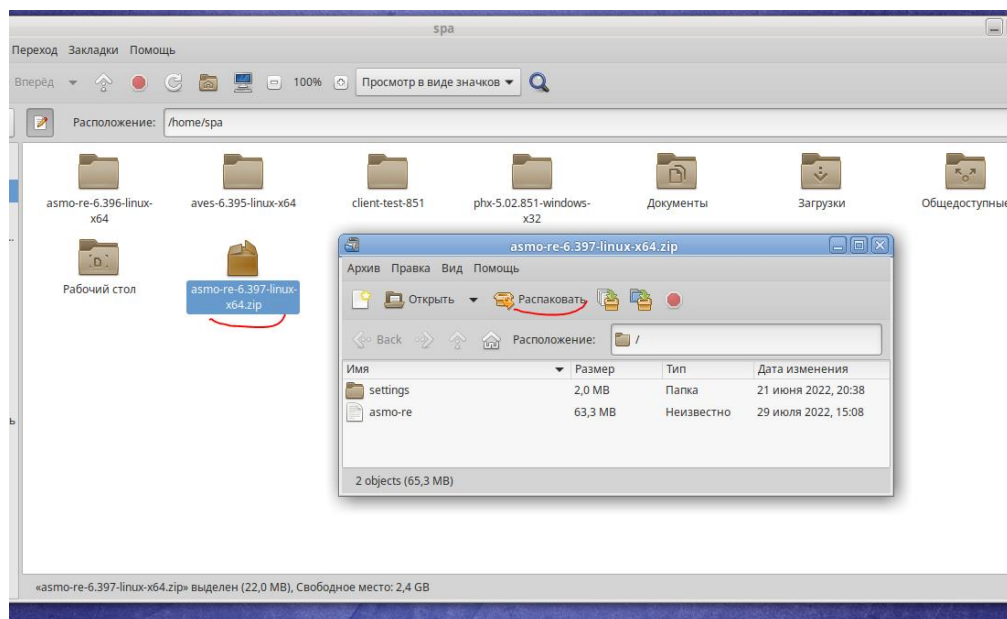 spa
Переход Закладки Помощь
Вперёд 100% Просмотр в виде значков
Расположение: /home/spa
asmo-re-6.396-linux-
x64
aves-6.395-linux-x64
client-test-851
phx-5.02.851-windows-
x32
Документы
Загрузки
Общедоступные
Рабочий стол
asmo-re-6.397-linux-
x64.zip
asmo-re-6.397-linux-x64.zip
Архив Правка Вид Помощь
Открыть Распаковать
Back Расположение: /
Имя Размер Тип Дата изменения
settings 2,0 MB Папка 21 июня 2022, 20:38
asmo-re 63,3 MB Неизвестно 29 июля 2022, 15:08
2 objects (65,3 MB)
«asmo-re-6.397-linux-x64.zip» выделен (22,0 MB), Свободное место: 2,4 GB